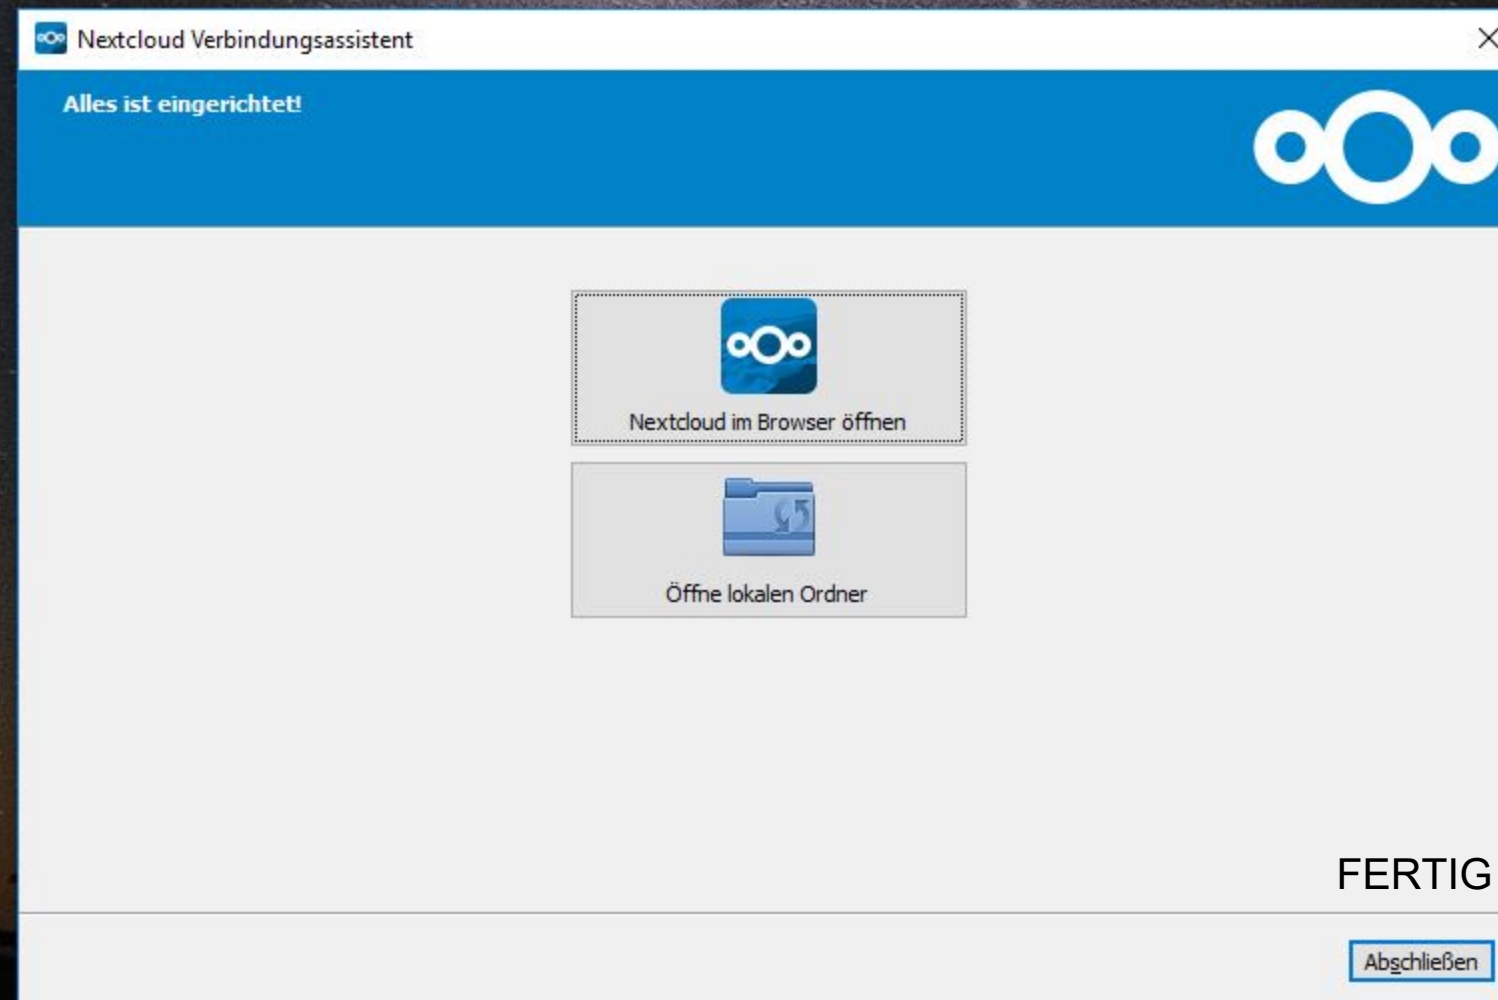 Nextcloud Verbindungsassistent
Alles ist eingerichtet!
Nextcloud im Browser öffnen
Öffne lokalen Ordner
FERTIG
Abschließen